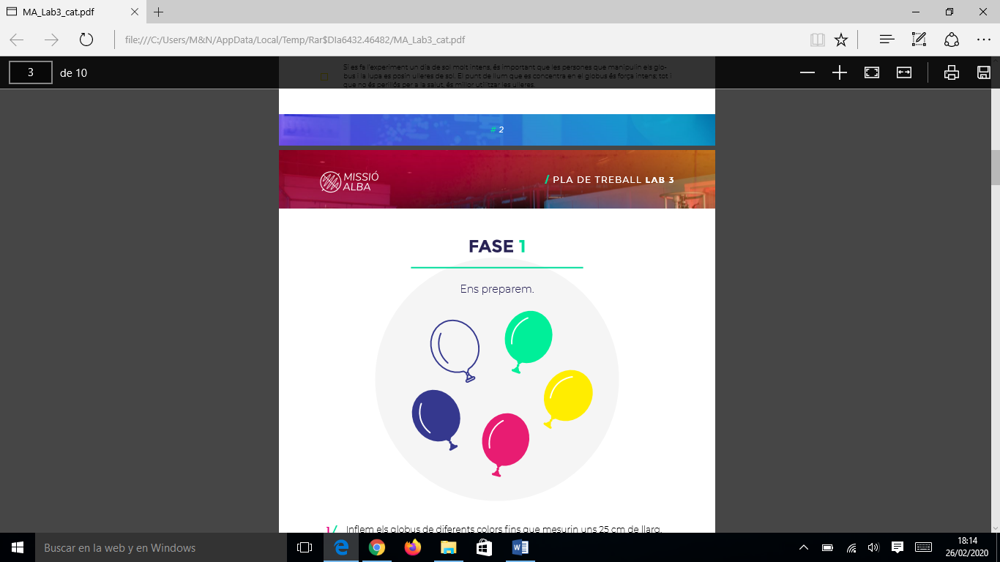 MA_Lab3_cat.pdf
file:///C:/Users/M&N/AppData/Local/Temp/Rar$DIa6432.46482/MA_Lab3_cat.pdf
3 de 10
Si es fa l'experiment un dia de sol molt intens, és important que les persones que manipulin els glo-
bus i la lupa es posin ulleres de sol. El punt de llum que es concentra en el globus és força intens; tot i
que no és perillós per a la salut, és millor utilitzar les ulleres.
# 2
MISSIÓ
ALBA
/ PLA DE TREBALL LAB 3
FASE 1
Ens preparem.
1 / Inflem els globus de diferents colors fins que mesurin uns 25 cm de llarg.
Buscar en la web y en Windows
18:14
26/02/2020